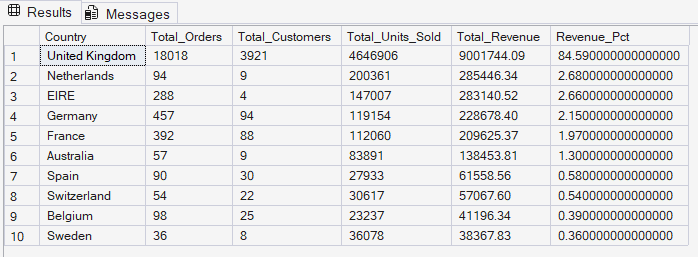 Results Messages
Country Total_Orders Total_Customers Total_Units_Sold Total_Revenue Revenue_Pct
1 United Kingdom 18018 3921 4646906 9001744.09 84.590000000000000
2 Netherlands 94 9 200361 285446.34 2.680000000000000
3 EIRE 288 4 147007 283140.52 2.660000000000000
4 Germany 457 94 119154 228678.40 2.150000000000000
5 France 392 88 112060 209625.37 1.970000000000000
6 Australia 57 9 83891 138453.81 1.300000000000000
7 Spain 90 30 27933 61558.56 0.580000000000000
8 Switzerland 54 22 30617 57067.60 0.540000000000000
9 Belgium 98 25 23237 41196.34 0.390000000000000
10 Sweden 36 8 36078 38367.83 0.360000000000000